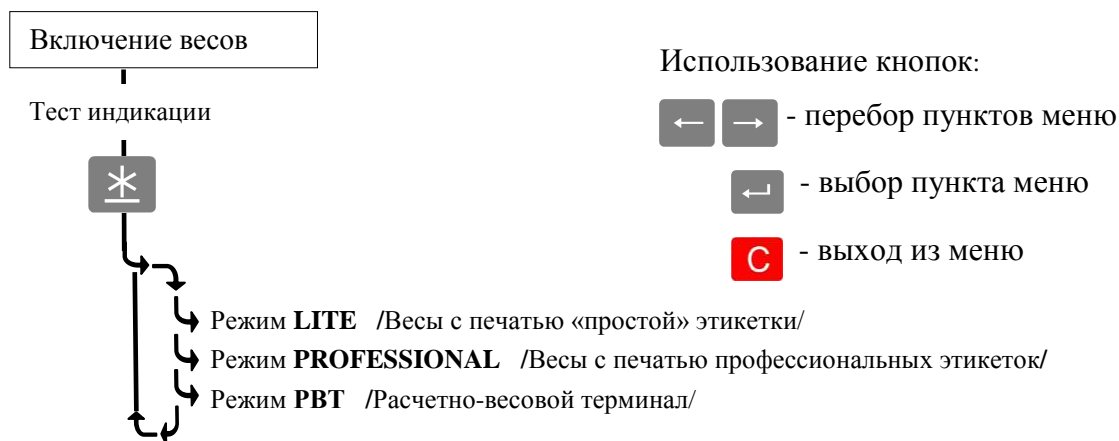 Включение весов
Тест индикации
Использование кнопок:
← → - перебор пунктов меню
↵ - выбор пункта меню
C - выход из меню
Режим LITE /Весы с печатью «простой» этикетки/
Режим PROFESSIONAL /Весы с печатью профессиональных этикеток/
Режим РВТ /Расчетно-весовой терминал/